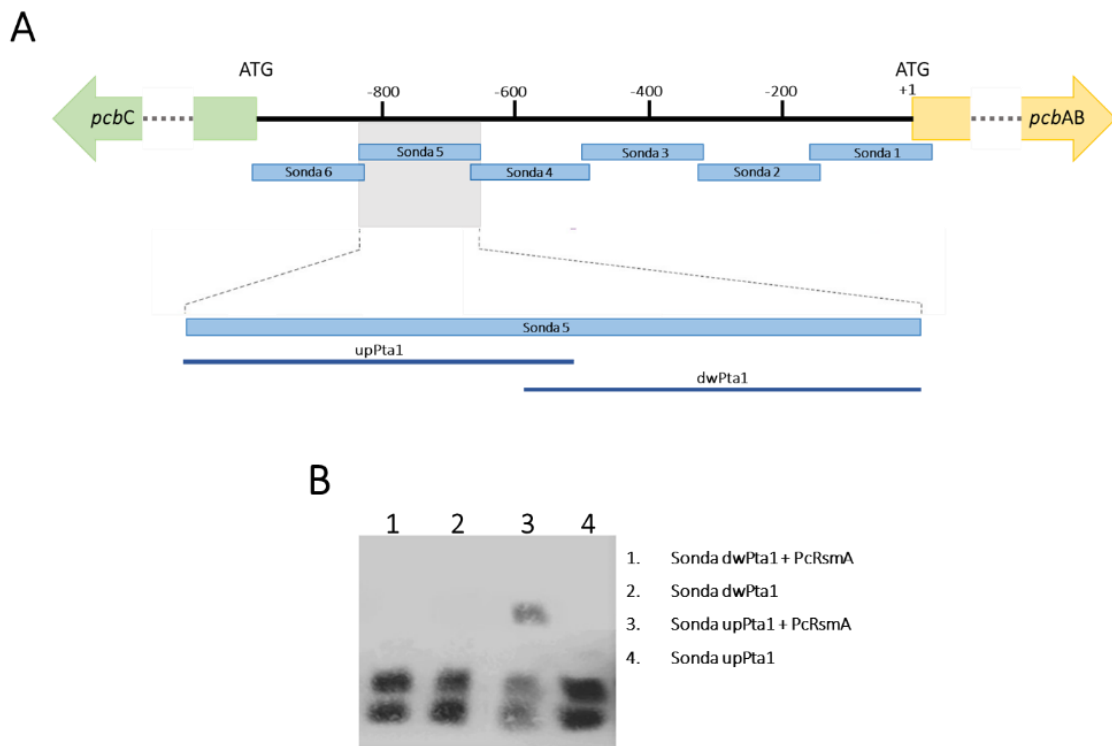 A
ATG
ATG
-800
-600
-400
-200
+1
pcbC
pcbAB
Sonda 5
Sonda 3
Sonda 1
Sonda 6
Sonda 4
Sonda 2
Sonda 5
upPta1
dwPta1
B
1 2 3 4
1. Sonda dwPta1 + PcRsmA
2. Sonda dwPta1
3. Sonda upPta1 + PcRsmA
4. Sonda upPta1